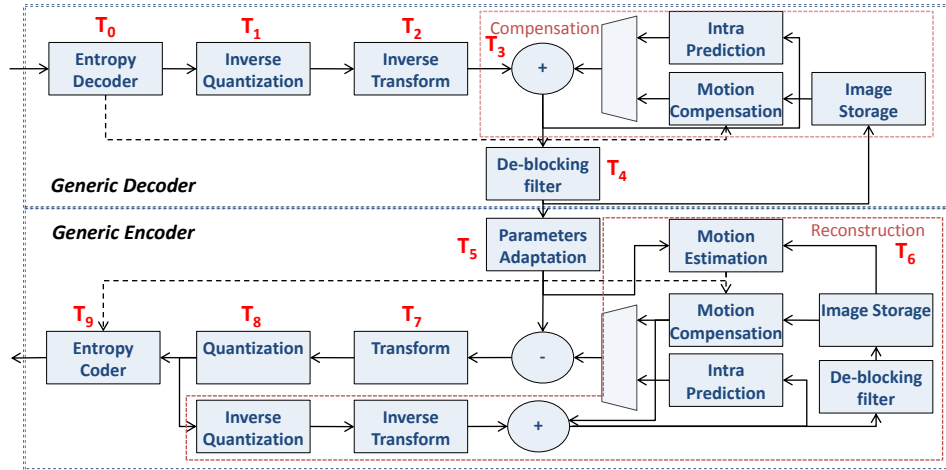 T0
T1
T2
T3
Compensation
Entropy
Decoder
Inverse
Quantization
Inverse
Transform
+
Intra
Prediction
Motion
Compensation
Image
Storage
De-blocking
filter
T4
Generic Decoder
Generic Encoder
Parameters
Adaptation
T5
Motion
Estimation
Reconstruction
T6
T9
T8
T7
Entropy
Coder
Quantization
Transform
-
Motion
Compensation
Image Storage
Intra
Prediction
De-blocking
filter
Inverse
Quantization
Inverse
Transform
+